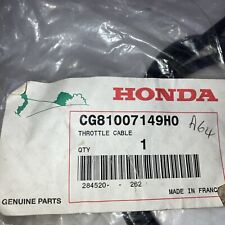 HONDA
CG81007149H0
A64
THROTTLE CABLE
QTY
1
284520- - 262
GENUINE PARTS
MADE IN FRANCE